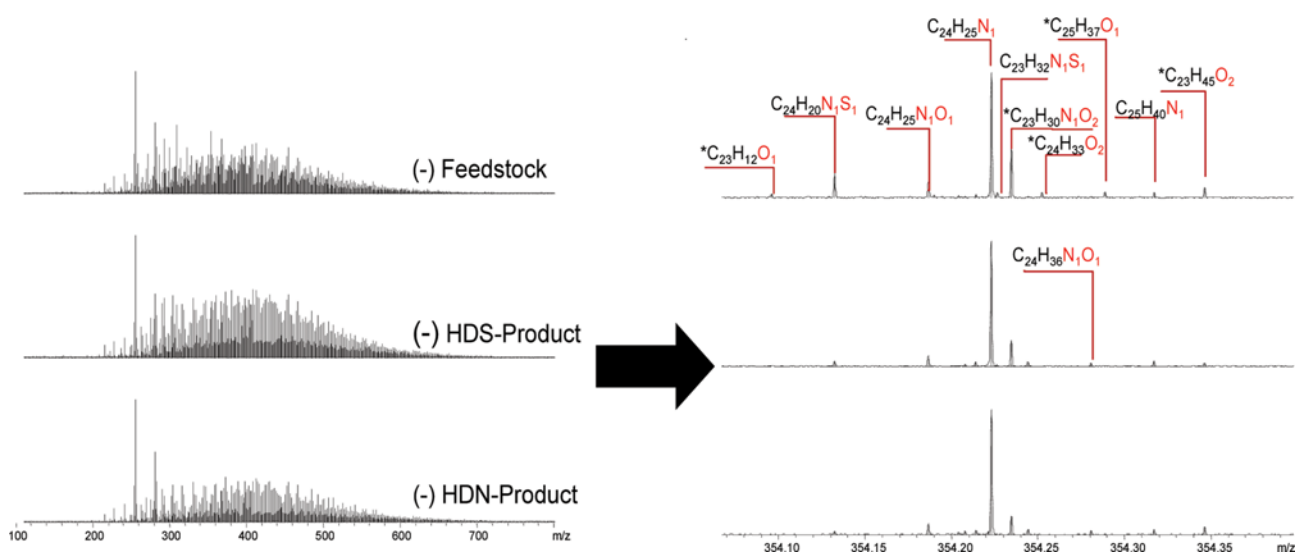 (-) Feedstock
(-) HDS-Product
(-) HDN-Product
100 200 300 400 500 600 700 m/z
C₂₄H₂₅N₁
*C₂₅H₃₇O₁
C₂₃H₃₂N₁S₁
*C₂₃H₄₅O₂
C₂₄H₂₀N₁S₁
C₂₄H₂₅N₁O₁
*C₂₃H₃₀N₁O₂
C₂₅H₄₀N₁
*C₂₄H₃₃O₂
*C₂₃H₁₂O₁
C₂₄H₃₆N₁O₁
354.10 354.15 354.20 354.25 354.30 354.35 m/z